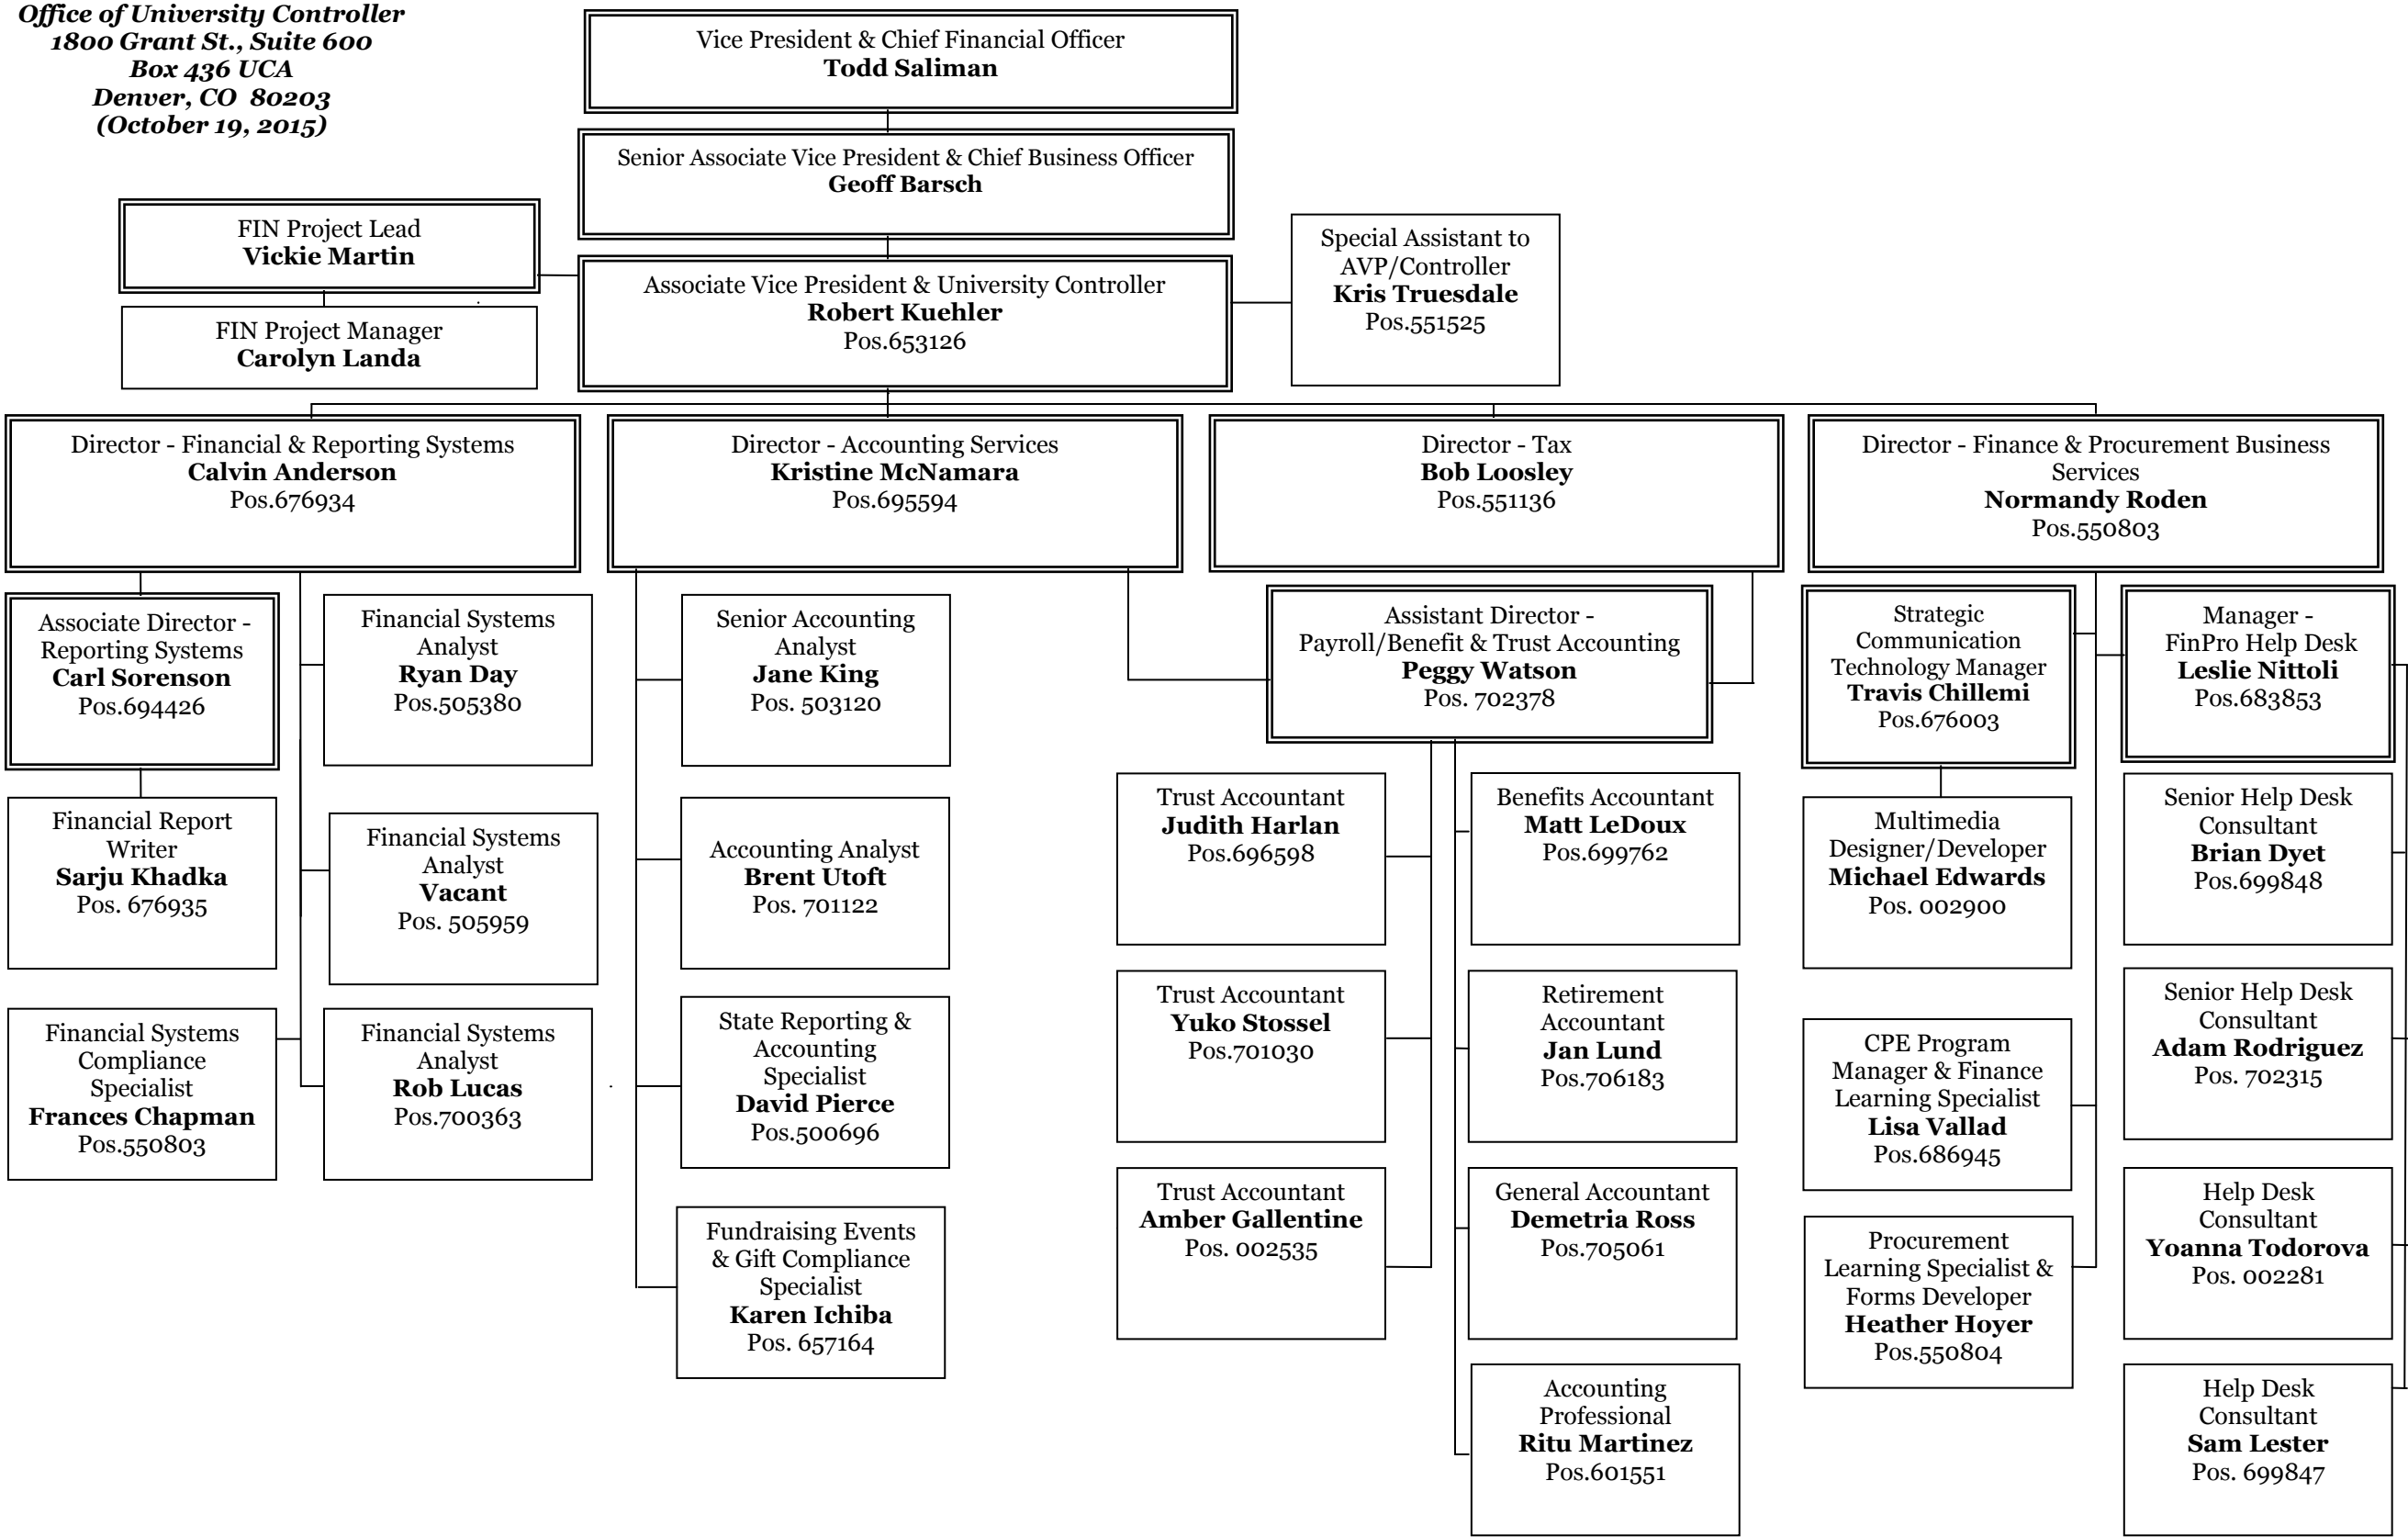 Office of University Controller
1800 Grant St., Suite 600
Box 436 UCA
Denver, CO  80203
(October 19, 2015)
Vice President & Chief Financial Officer
Todd Saliman
Senior Associate Vice President & Chief Business Officer
Geoff Barsch
FIN Project Lead
Vickie Martin
FIN Project Manager
Carolyn Landa
Associate Vice President & University Controller
Robert Kuehler
Pos.653126
Special Assistant to
AVP/Controller
Kris Truesdale
Pos.551525
Director - Financial & Reporting Systems
Calvin Anderson
Pos.676934
Director - Accounting Services
Kristine McNamara
Pos.695594
Director - Tax
Bob Loosley
Pos.551136
Director - Finance & Procurement Business
Services
Normandy Roden
Pos.550803
Associate Director -
Reporting Systems
Carl Sorenson
Pos.694426
Financial Report
Writer
Sarju Khadka
Pos. 676935
Financial Systems
Compliance
Specialist
Frances Chapman
Pos.550803
Financial Systems
Analyst
Ryan Day
Pos.505380
Financial Systems
Analyst
Vacant
Pos. 505959
Financial Systems
Analyst
Rob Lucas
Pos.700363
Senior Accounting
Analyst
Jane King
Pos. 503120
Accounting Analyst
Brent Utoft
Pos. 701122
State Reporting &
Accounting
Specialist
David Pierce
Pos.500696
Fundraising Events
& Gift Compliance
Specialist
Karen Ichiba
Pos. 657164
Assistant Director -
Payroll/Benefit & Trust Accounting
Peggy Watson
Pos. 702378
Trust Accountant
Judith Harlan
Pos.696598
Trust Accountant
Yuko Stossel
Pos.701030
Trust Accountant
Amber Gallentine
Pos. 002535
Benefits Accountant
Matt LeDoux
Pos.699762
Retirement
Accountant
Jan Lund
Pos.706183
General Accountant
Demetria Ross
Pos.705061
Accounting
Professional
Ritu Martinez
Pos.601551
Strategic
Communication
Technology Manager
Travis Chillemi
Pos.676003
Multimedia
Designer/Developer
Michael Edwards
Pos. 002900
CPE Program
Manager & Finance
Learning Specialist
Lisa Vallad
Pos.686945
Procurement
Learning Specialist &
Forms Developer
Heather Hoyer
Pos.550804
Manager -
FinPro Help Desk
Leslie Nittoli
Pos.683853
Senior Help Desk
Consultant
Brian Dyet
Pos.699848
Senior Help Desk
Consultant
Adam Rodriguez
Pos. 702315
Help Desk
Consultant
Yoanna Todorova
Pos. 002281
Help Desk
Consultant
Sam Lester
Pos. 699847